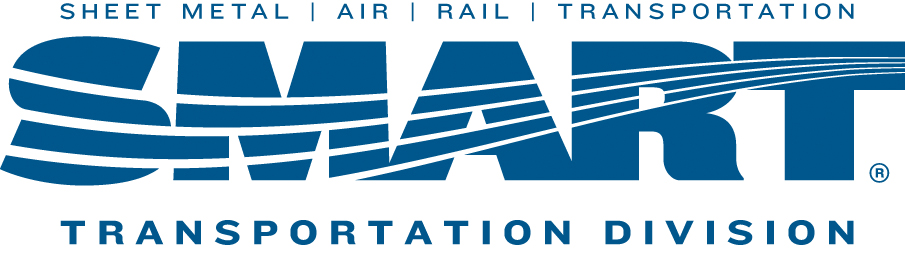 SHEET METAL | AIR | RAIL | TRANSPORTATION
SMART®
TRANSPORTATION DIVISION